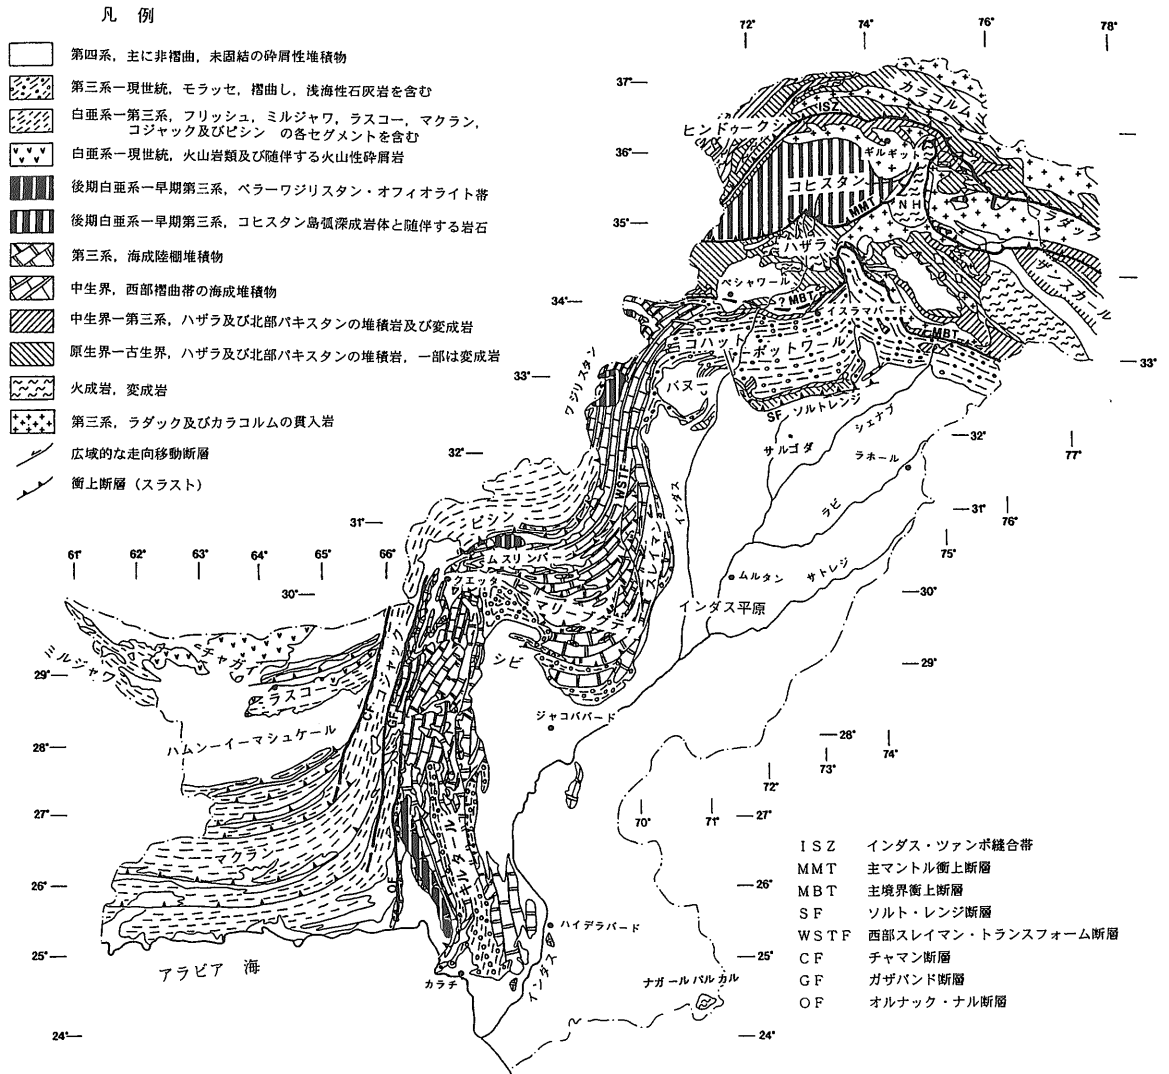 凡 例
第四系，主に非褶曲，未固結の砕屑性堆積物
第三系ー現世統，モラッセ，褶曲し，浅海性石灰岩を含む
白亜系ー第三系，フリッシュ，ミルジャワ，ラスコー，マクラン，
コジャック及びピシン の各セグメントを含む
白亜系ー現世統，火山岩類及び随伴する火山性砕屑岩
後期白亜系ー早期第三系，ベラーワジリスタン・オフィオライト帯
後期白亜系ー早期第三系，コヒスタン島弧深成岩体と随伴する岩石
第三系，海成陸棚堆積物
中生界，西部褶曲帯の海成堆積物
中生界ー第三系，ハザラ及び北部パキスタンの堆積岩及び変成岩
原生界ー古生界，ハザラ及び北部パキスタンの堆積岩，一部は変成岩
火成岩，変成岩
第三系，ラダック及びカラコルムの貫入岩
広域的な走向移動断層
衝上断層（スラスト）
72° 74° 76° 78°
37°
36°
35°
34°
33°
32°
31°
30°
29°
28°
27°
26°
25°
24°
61° 62° 63° 64° 65° 66°
33°
32°
77°
31°
76°
75°
30°
29°
28°
74°
73°
72°
70° 71°
27°
26°
25°
24°
カラコルム
ISZ
ヒンドゥークシ
ギルギット
コヒスタン
MMT
NH
ラダック
ハザラ
ザンスカール
ペシャワール
?MBT
MBT
コハット
ポットワール
ワジリスタン
バヌー
SF
ソルトレンジ
サルゴダ
シェナブ
ラホール
ラビ
インダス
WSTF
スレイマン
ピシン
ムスリンバー
クエッタ
マリーブ
ムルタン
サトレジ
インダス平原
シビ
ジャコババード
チャガイ
ミルジャワ
ラスコー
コジャック
CF
GF
ハムンーイーマシュケール
マクラン
OF
キルタール
ハイデラバード
インダス
カラチ
アラビア 海
ナガールパルカル
ISZ インダス・ツァンポ縫合帯
MMT 主マントル衝上断層
MBT 主境界衝上断層
SF ソルト・レンジ断層
WSTF 西部スレイマン・トランスフォーム断層
CF チャマン断層
GF ガザバンド断層
OF オルナック・ナル断層